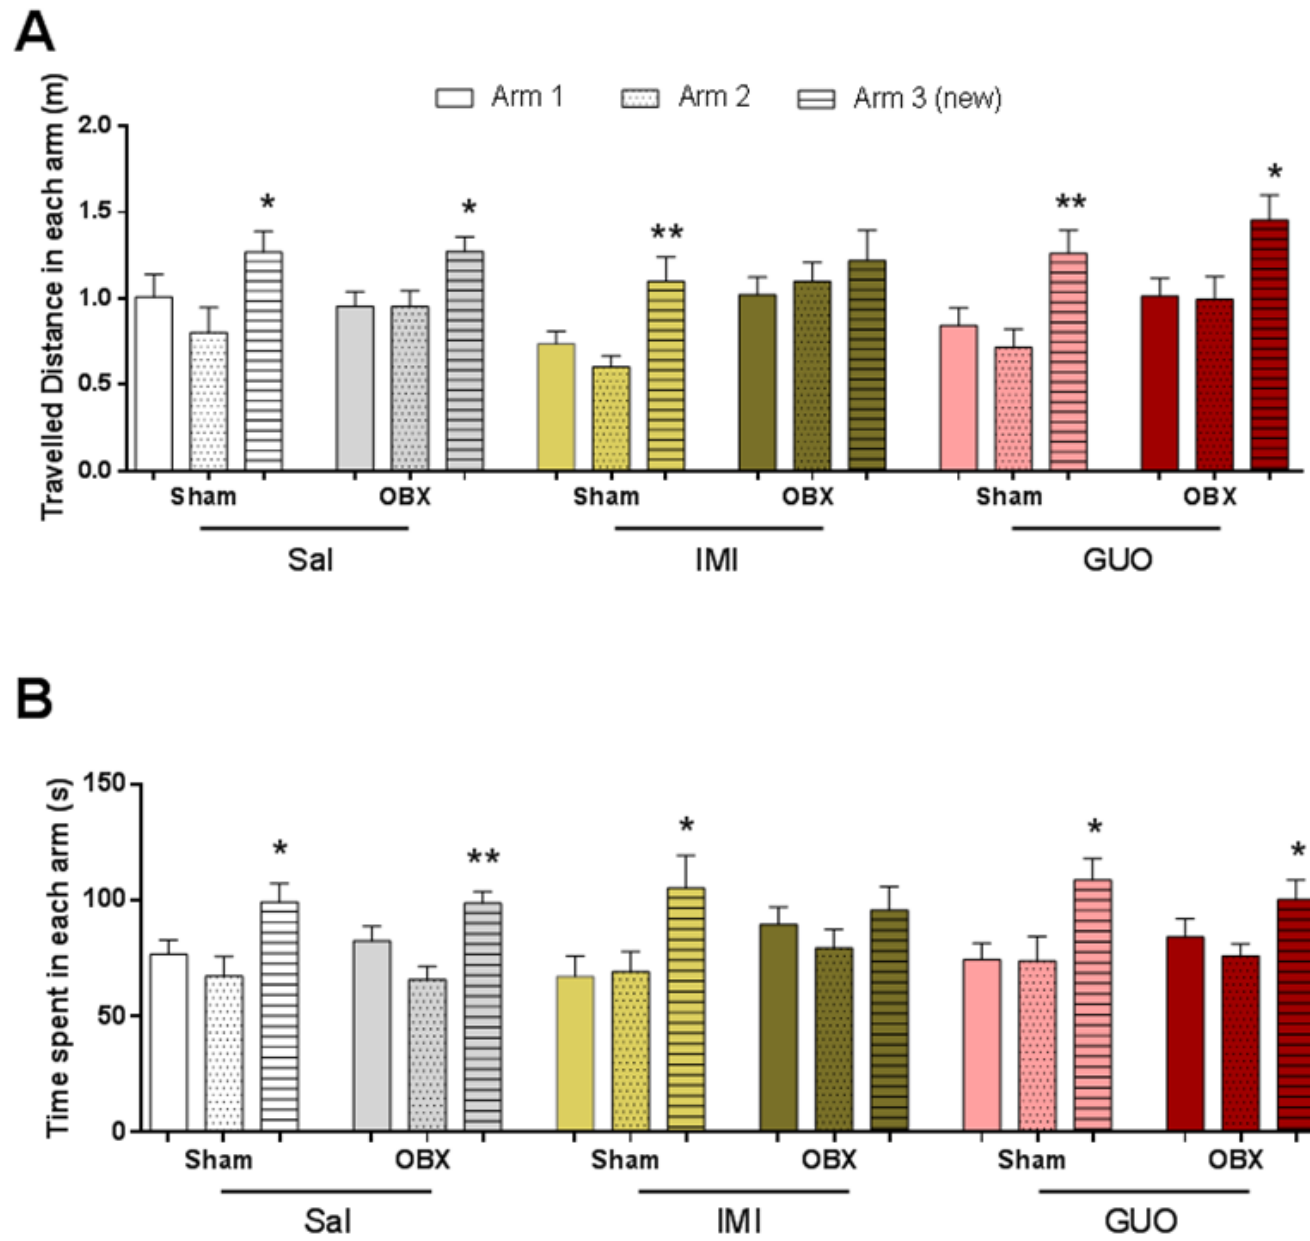 A
Travelled Distance in each arm (m)
Arm 1 Arm 2 Arm 3 (new)
2.0
1.5
1.0
0.5
0.0
* * ** ** *
Sham OBX Sham OBX Sham OBX
Sal IMI GUO
B
Time spent in each arm (s)
150
100
50
0
* ** * * *
Sham OBX Sham OBX Sham OBX
Sal IMI GUO